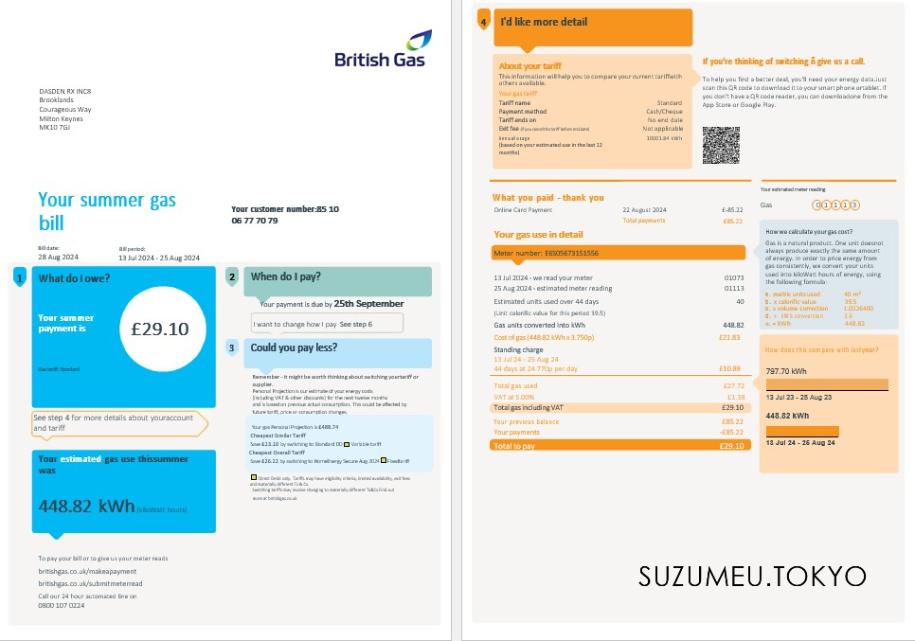 British Gas
DASDEN RX INC8
Brooklands
Courageous Way
Milton Keynes
MK10 7GJ
Your summer gas
bill
Your customer number:85 10
06 77 70 79
Bill date:
28 Aug 2024
Bill period:
13 Jul 2024 - 25 Aug 2024
1
What do I owe?
Your summer
payment is
£29.10
See step 4 for more details about youraccount
and tariff
Your estimated gas use thissummer
was
448.82 kWh (kiloWatt hours)
To pay your bill or to give us your meter reads
britishgas.co.uk/makeapayment
britishgas.co.uk/submitmeterread
Call our 24 hour automated line on
0800 107 0224
2
When do I pay?
Your payment is due by 25th September
I want to change how I pay See step 6
3
Could you pay less?
Remember - it might be worth thinking about switching yourtariff or
supplier.
Personal Projection is our estimate of your energy costs
(including VAT & other discounts) for the next twelve months
and is based on previous actual consumption. This could be affected by
future tariff, price or consumption changes.
Your gas Personal Projection is £488.74
Cheapest Similar Tariff
Save £23.20 by switching to Standard DD Variable tariff
Cheapest Overall Tariff
4
I'd like more detail
About your tariff
This information will help you to compare your current tariffwith
others available.
Your gas tariff
Tariff name Standard
Payment method Cash/Cheque
Tariff ends on No end date
Exit fee Not applicable
Annual usage
(based on your estimated use in the last 12
months)
If you're thinking of switching â give us a call.
To help you find a better deal, you'll need your energy data.Just
scan this QR code to download it to your smart phone ortablet. If
you don't have a QR code reader, you can downloadone from the
App Store or Google Play.
What you paid - thank you
Online Card Payment 22 August 2024 £-85.22
Total payments £85.22
Your gas use in detail
Meter number: E6S05673151556
13 Jul 2024 - we read your meter 01073
25 Aug 2024 - estimated meter reading 01113
Estimated units used over 44 days 40
(Unit calorific value for this period 39.5)
Gas units converted into kWh 448.82
Cost of gas (448.82 kWh x 3.750p) £21.83
Standing charge
13 Jul 2024 - 25 Aug 2024
44 days at 24.770p per day £10.89
Total gas used £27.72
VAT at 5.00% £1.38
Total gas including VAT £29.10
Your previous balance £85.22
Your payments -£85.22
Total to pay £29.10
Your estimated meter reading
Gas 01113
How we calculate your gas cost?
Gas is a natural product. One unit doesnot
always produce exactly the same amount
of energy. In order to price energy from
gas consistently, we convert your units
used into kiloWatt hours of energy, using
the following formula:
a. metric units used 40 m³
b. x calorific value 39.5
c. x volume correction 1.0226400
d. ÷ kWh conversion 3.6
e. = kWh 448.82
How does this compare with lastyear?
797.70 kWh
13 Jul 23 - 25 Aug 23
448.82 kWh
13 Jul 24 - 25 Aug 24
SUZUMEU.TOKYO